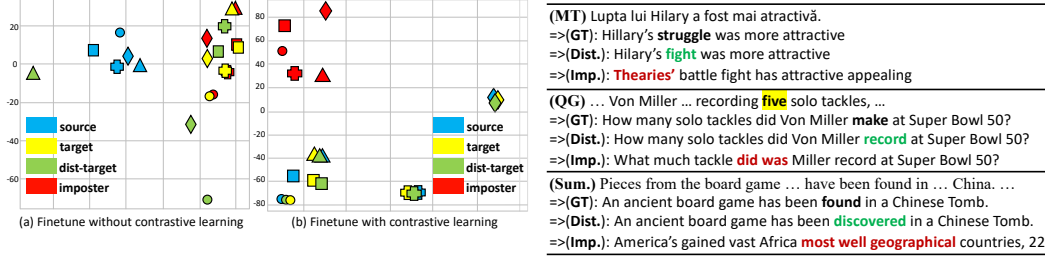 20
0
-20
-40
-60
source
target
dist-target
imposter
(a) Finetune without contrastive learning
80
60
40
20
0
-20
-40
-60
-80
source
target
dist-target
imposter
(b) Finetune with contrastive learning
(MT) Lupta lui Hilary a fost mai atractivă.
=>(GT): Hillary's struggle was more attractive
=>(Dist.): Hilary's fight was more attractive
=>(Imp.): Thearies' battle fight has attractive appealing
(QG) … Von Miller … recording five solo tackles, …
=>(GT): How many solo tackles did Von Miller make at Super Bowl 50?
=>(Dist.): How many solo tackles did Von Miller record at Super Bowl 50?
=>(Imp.): What much tackle did was Miller record at Super Bowl 50?
(Sum.) Pieces from the board game … have been found in … China. …
=>(GT): An ancient board game has been found in a Chinese Tomb.
=>(Dist.): An ancient board game has been discovered in a Chinese Tomb.
=>(Imp.): America's gained vast Africa most well geographical countries, 22